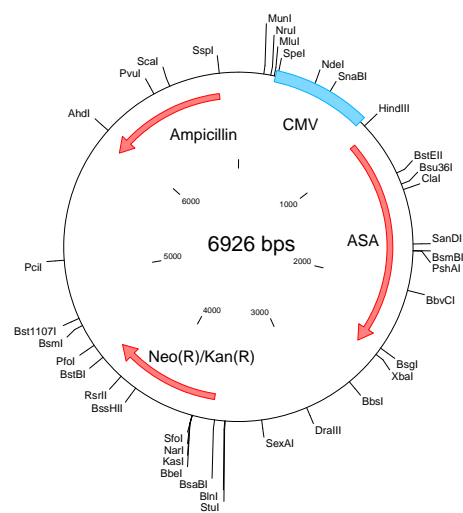 MunI
NruI
MluI
SpeI
NdeI
SnaBI
HindIII
BstEII
Bsu36I
ClaI
SanDI
BsmBI
PshAI
BbvCI
BsgI
XbaI
BbsI
DraIII
SexAI
StuI
BlnI
BsaBI
BbeI
KasI
NarI
SfoI
BssHII
RsrII
BstBI
PfoI
BsmI
Bst1107I
PciI
AhdI
PvuI
ScaI
SspI
Ampicillin
CMV
ASA
Neo(R)/Kan(R)
6926 bps
1000
2000
3000
4000
5000
6000